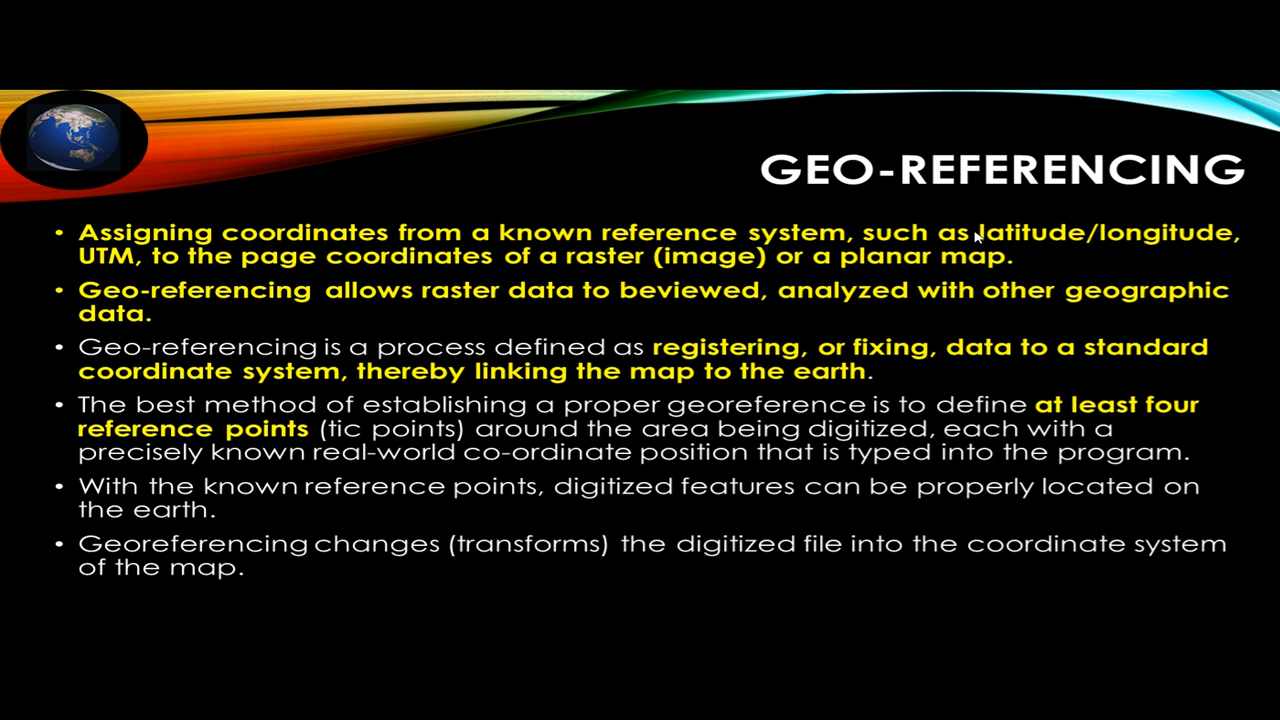 GEO-REFERENCING
• Assigning coordinates from a known reference system, such as latitude/longitude,
UTM, to the page coordinates of a raster (image) or a planar map.
• Geo-referencing allows raster data to beviewed, analyzed with other geographic
data.
• Geo-referencing is a process defined as registering, or fixing, data to a standard
coordinate system, thereby linking the map to the earth.
• The best method of establishing a proper georeference is to define at least four
reference points (tic points) around the area being digitized, each with a
precisely known real-world co-ordinate position that is typed into the program.
• With the known reference points, digitized features can be properly located on
the earth.
• Georeferencing changes (transforms) the digitized file into the coordinate system
of the map.